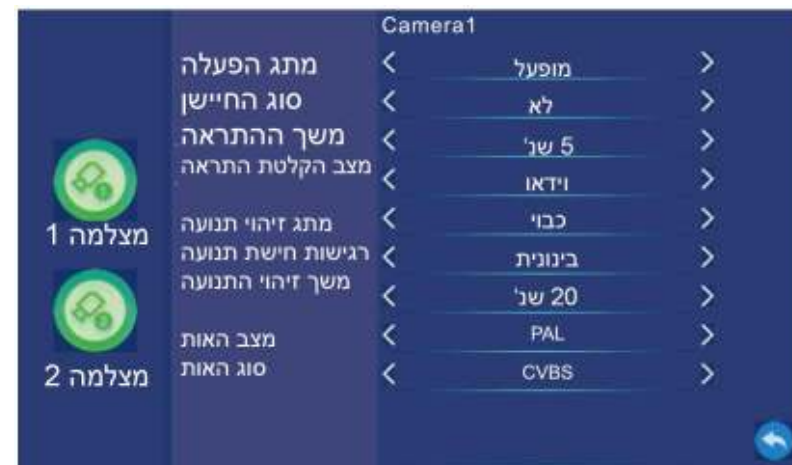 Camera1
מתג הפעלה
מופעל
סוג החיישן
לא
משך ההתראה
5 שנ'
מצב הקלטת התראה
וידאו
מתג זיהוי תנועה
כבוי
רגישות חישת תנועה
בינונית
משך זיהוי התנועה
20 שנ'
מצב האות
PAL
סוג האות
CVBS
מצלמה 1
מצלמה 2